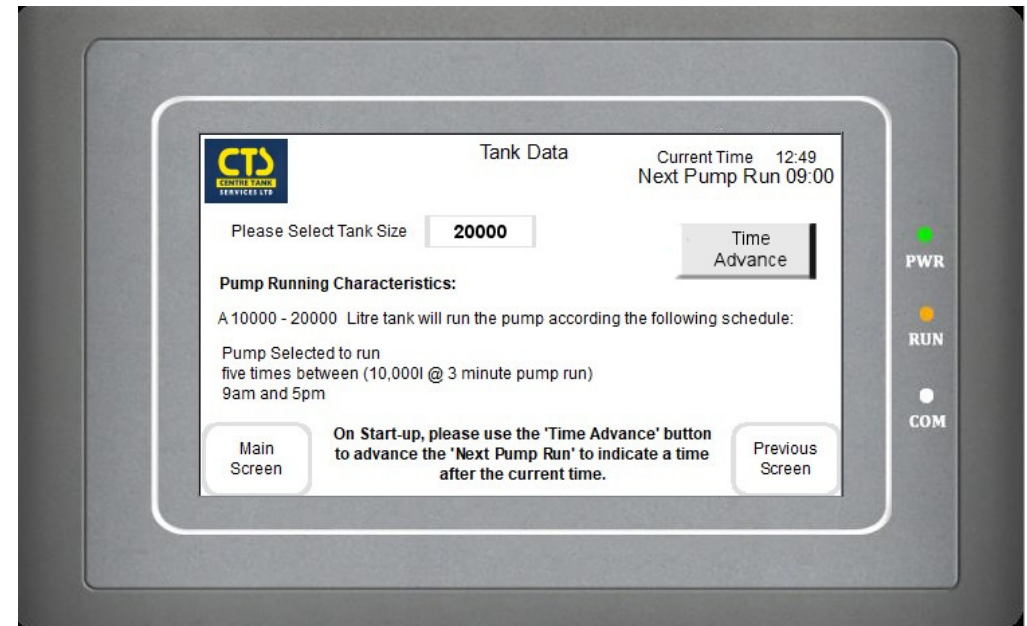 CTS
CENTRE TANK
SERVICES LTD
Tank Data
Current Time 12:49
Next Pump Run 09:00
Please Select Tank Size 20000
Time
Advance
Pump Running Characteristics:
A 10000 - 20000 Litre tank will run the pump according the following schedule:
Pump Selected to run
five times between (10,000l @ 3 minute pump run)
9am and 5pm
Main
Screen
On Start-up, please use the 'Time Advance' button
to advance the 'Next Pump Run' to indicate a time
after the current time.
Previous
Screen
PWR
RUN
COM